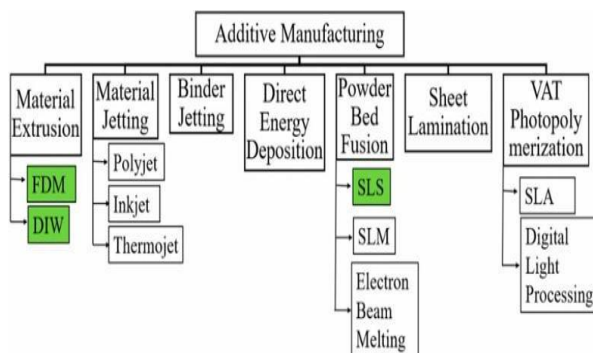 Additive Manufacturing
Material
Extrusion
FDM
DIW
Material
Jetting
Polyjet
Inkjet
Thermojet
Binder
Jetting
Direct
Energy
Deposition
Powder
Bed
Fusion
SLS
SLM
Electron
Beam
Melting
Sheet
Lamination
VAT
Photopoly
merization
SLA
Digital
Light
Processing